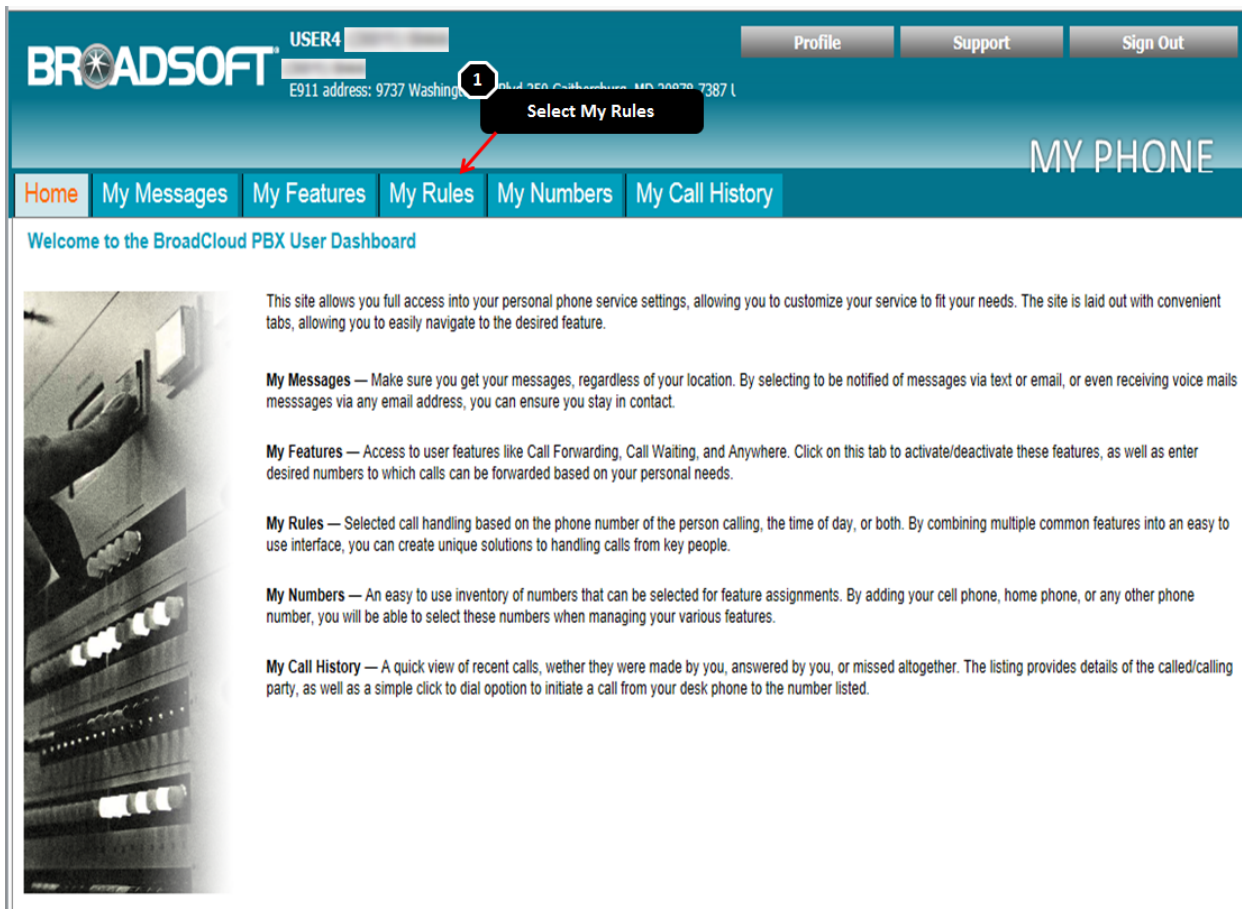 BROADSOFT
USER4
Profile
Support
Sign Out
E911 address: 9737 Washing Blvd 250 Gaithersburg, MD 20878-7387 U
1
Select My Rules
MY PHONE
Home
My Messages
My Features
My Rules
My Numbers
My Call History
Welcome to the BroadCloud PBX User Dashboard
This site allows you full access into your personal phone service settings, allowing you to customize your service to fit your needs. The site is laid out with convenient
tabs, allowing you to easily navigate to the desired feature.
My Messages — Make sure you get your messages, regardless of your location. By selecting to be notified of messages via text or email, or even receiving voice mails
messsages via any email address, you can ensure you stay in contact.
My Features — Access to user features like Call Forwarding, Call Waiting, and Anywhere. Click on this tab to activate/deactivate these features, as well as enter
desired numbers to which calls can be forwarded based on your personal needs.
My Rules — Selected call handling based on the phone number of the person calling, the time of day, or both. By combining multiple common features into an easy to
use interface, you can create unique solutions to handling calls from key people.
My Numbers — An easy to use inventory of numbers that can be selected for feature assignments. By adding your cell phone, home phone, or any other phone
number, you will be able to select these numbers when managing your various features.
My Call History — A quick view of recent calls, wether they were made by you, answered by you, or missed altogether. The listing provides details of the called/calling
party, as well as a simple click to dial opotion to initiate a call from your desk phone to the number listed.